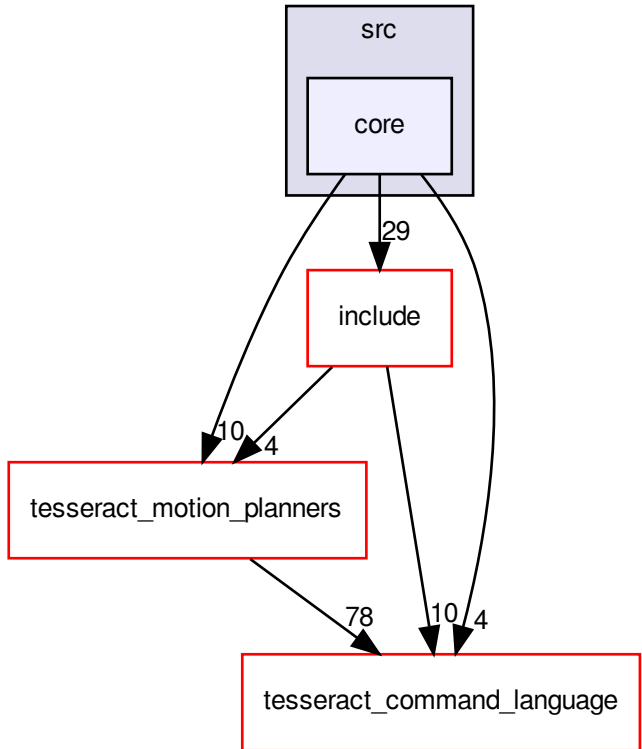 src
core
29
include
10
4
tesseract_motion_planners
78
10
4
tesseract_command_language